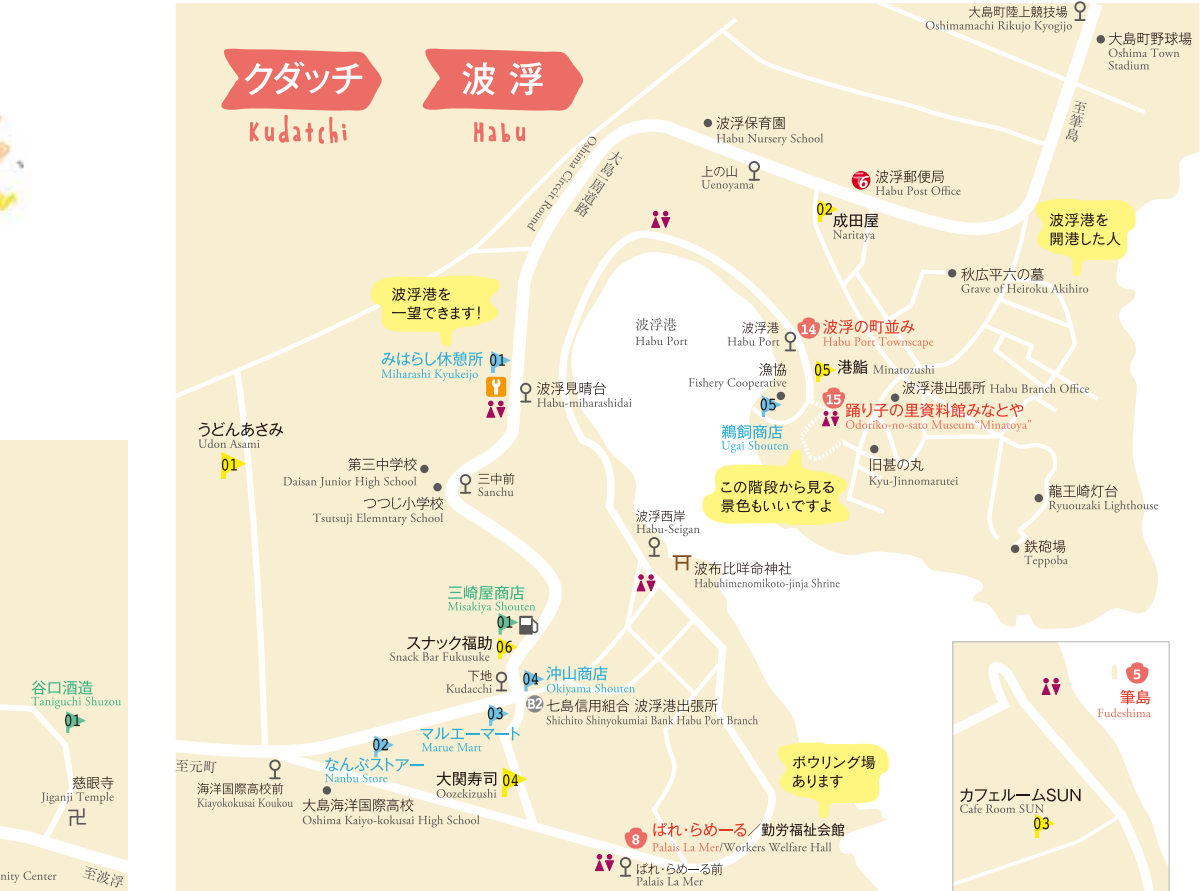 クダッチ
Kudatchi
波浮
Habu
大島町陸上競技場
Oshimamachi Rikujo Kyogijo
大島町野球場
Oshima Town
Stadium
至筆島
波浮保育園
Habu Nursery School
大島一周道路
Oshima Circit Round
上の山
Uenoyama
6
波浮郵便局
Habu Post Office
02
成田屋
Naritaya
波浮港を
開港した人
秋広平六の墓
Grave of Heiroku Akihiro
波浮港を
一望できます!
みはらし休憩所
Miharashi Kyukeijo
01
波浮見晴台
Habu-miharashidai
波浮港
Habu Port
波浮港
Habu Port
14
波浮の町並み
Habu Port Townscape
漁協
Fishery Cooperative
05
港鮨 Minatozushi
波浮港出張所 Habu Branch Office
05
鵜飼商店
Ugai Shouten
15
踊り子の里資料館みなとや
Odoriko-no-sato Museum"Minatoya"
旧甚の丸
Kyu-Jinnomarutei
この階段から見る
景色もいいですよ
龍王崎灯台
Ryuouzaki Lighthouse
鉄砲場
Teppoba
うどんあさみ
Udon Asami
01
第三中学校
Daisan Junior High School
つつじ小学校
Tsutsuji Elemntary School
三中前
Sanchu
波浮西岸
Habu-Seigan
波布比咩命神社
Habuhimenomikoto-jinja Shrine
三崎屋商店
Misakiya Shouten
01
スナック福助
Snack Bar Fukusuke
06
下地
Kudacchi
04
沖山商店
Okiyama Shouten
B2
七島信用組合 波浮港出張所
Shichito Shinyokumiai Bank Habu Port Branch
03
マルエーマート
Marue Mart
02
なんぶストアー
Nanbu Store
至元町
海洋国際高校前
Kiayokokusai Koukou
大島海洋国際高校
Oshima Kaiyo-kokusai High School
大関寿司
Oozekizushi
04
ボウリング場
あります
8
ぱれ・らめーる/勤労福祉会館
Palais La Mer/Workers Welfare Hall
ぱれ・らめーる前
Palais La Mer
5
筆島
Fudeshima
カフェルームSUN
Cafe Room SUN
03
谷口酒造
Taniguchi Shuzou
01
慈眼寺
Jiganji Temple
nity Center
至波浮